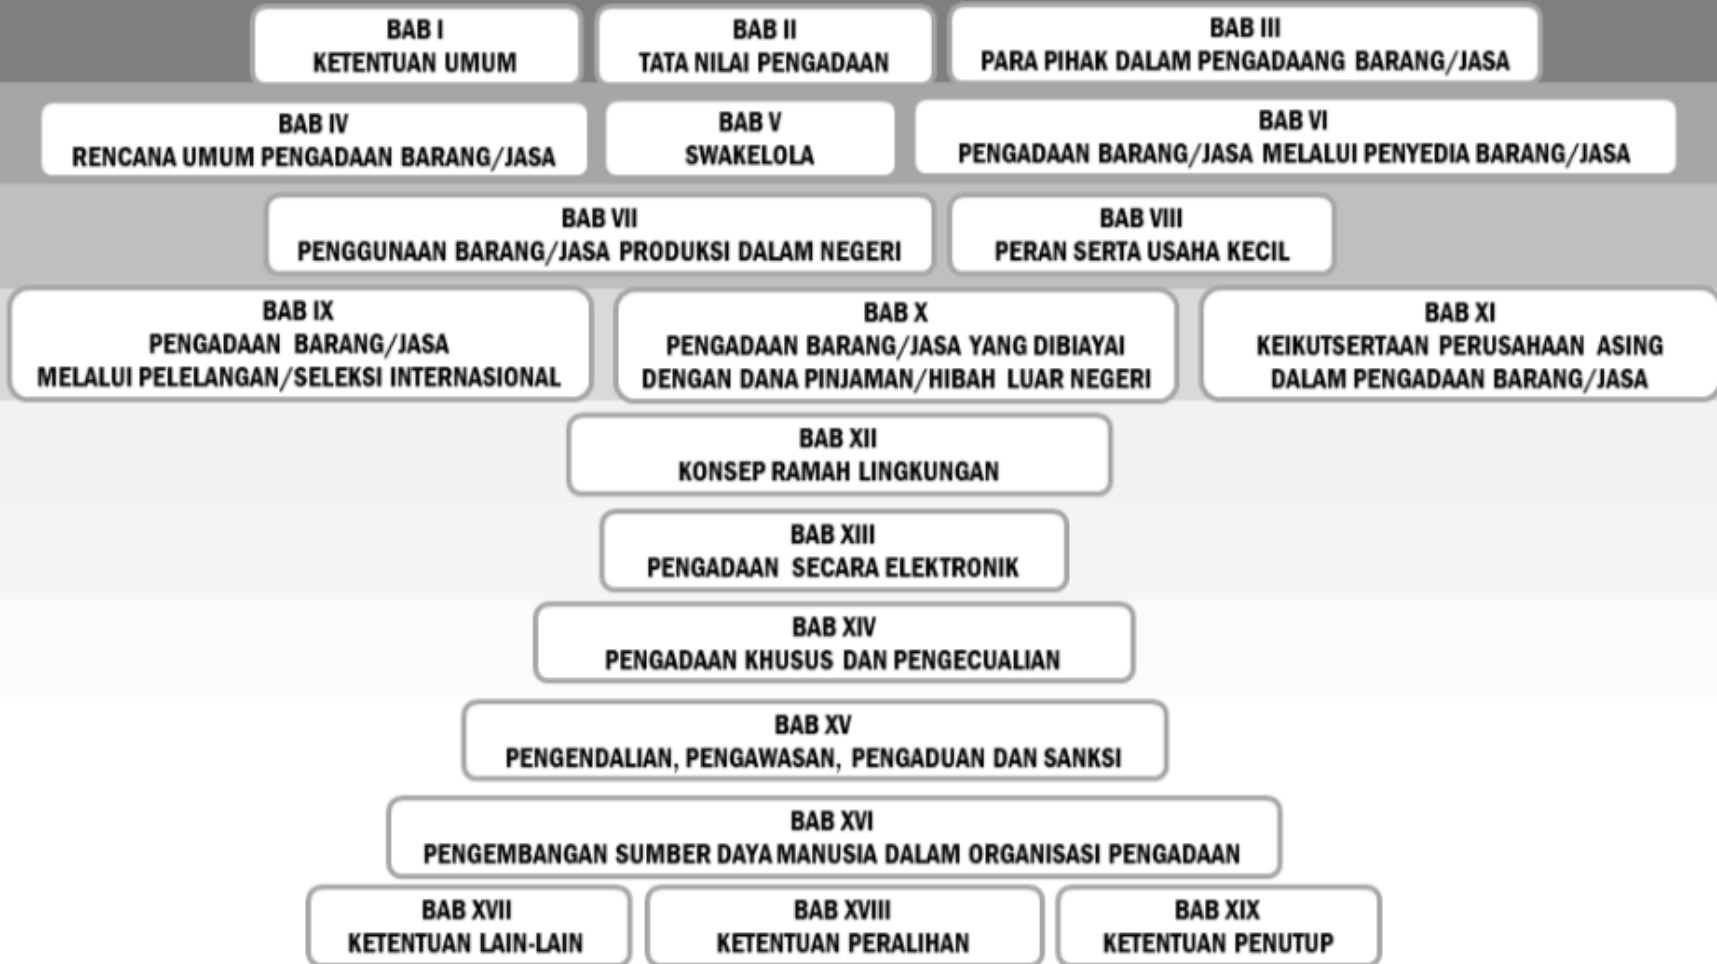 BAB I
KETENTUAN UMUM
BAB II
TATA NILAI PENGADAAN
BAB III
PARA PIHAK DALAM PENGADAANG BARANG/JASA
BAB IV
RENCANA UMUM PENGADAAN BARANG/JASA
BAB V
SWAKELOLA
BAB VI
PENGADAAN BARANG/JASA MELALUI PENYEDIA BARANG/JASA
BAB VII
PENGGUNAAN BARANG/JASA PRODUKSI DALAM NEGERI
BAB VIII
PERAN SERTA USAHA KECIL
BAB IX
PENGADAAN BARANG/JASA
MELALUI PELELANGAN/SELEKSI INTERNASIONAL
BAB X
PENGADAAN BARANG/JASA YANG DIBIAYAI
DENGAN DANA PINJAMAN/HIBAH LUAR NEGERI
BAB XI
KEIKUTSERTAAN PERUSAHAAN ASING
DALAM PENGADAAN BARANG/JASA
BAB XII
KONSEP RAMAH LINGKUNGAN
BAB XIII
PENGADAAN SECARA ELEKTRONIK
BAB XIV
PENGADAAN KHUSUS DAN PENGECUALIAN
BAB XV
PENGENDALIAN, PENGAWASAN, PENGADUAN DAN SANKSI
BAB XVI
PENGEMBANGAN SUMBER DAYA MANUSIA DALAM ORGANISASI PENGADAAN
BAB XVII
KETENTUAN LAIN-LAIN
BAB XVIII
KETENTUAN PERALIHAN
BAB XIX
KETENTUAN PENUTUP